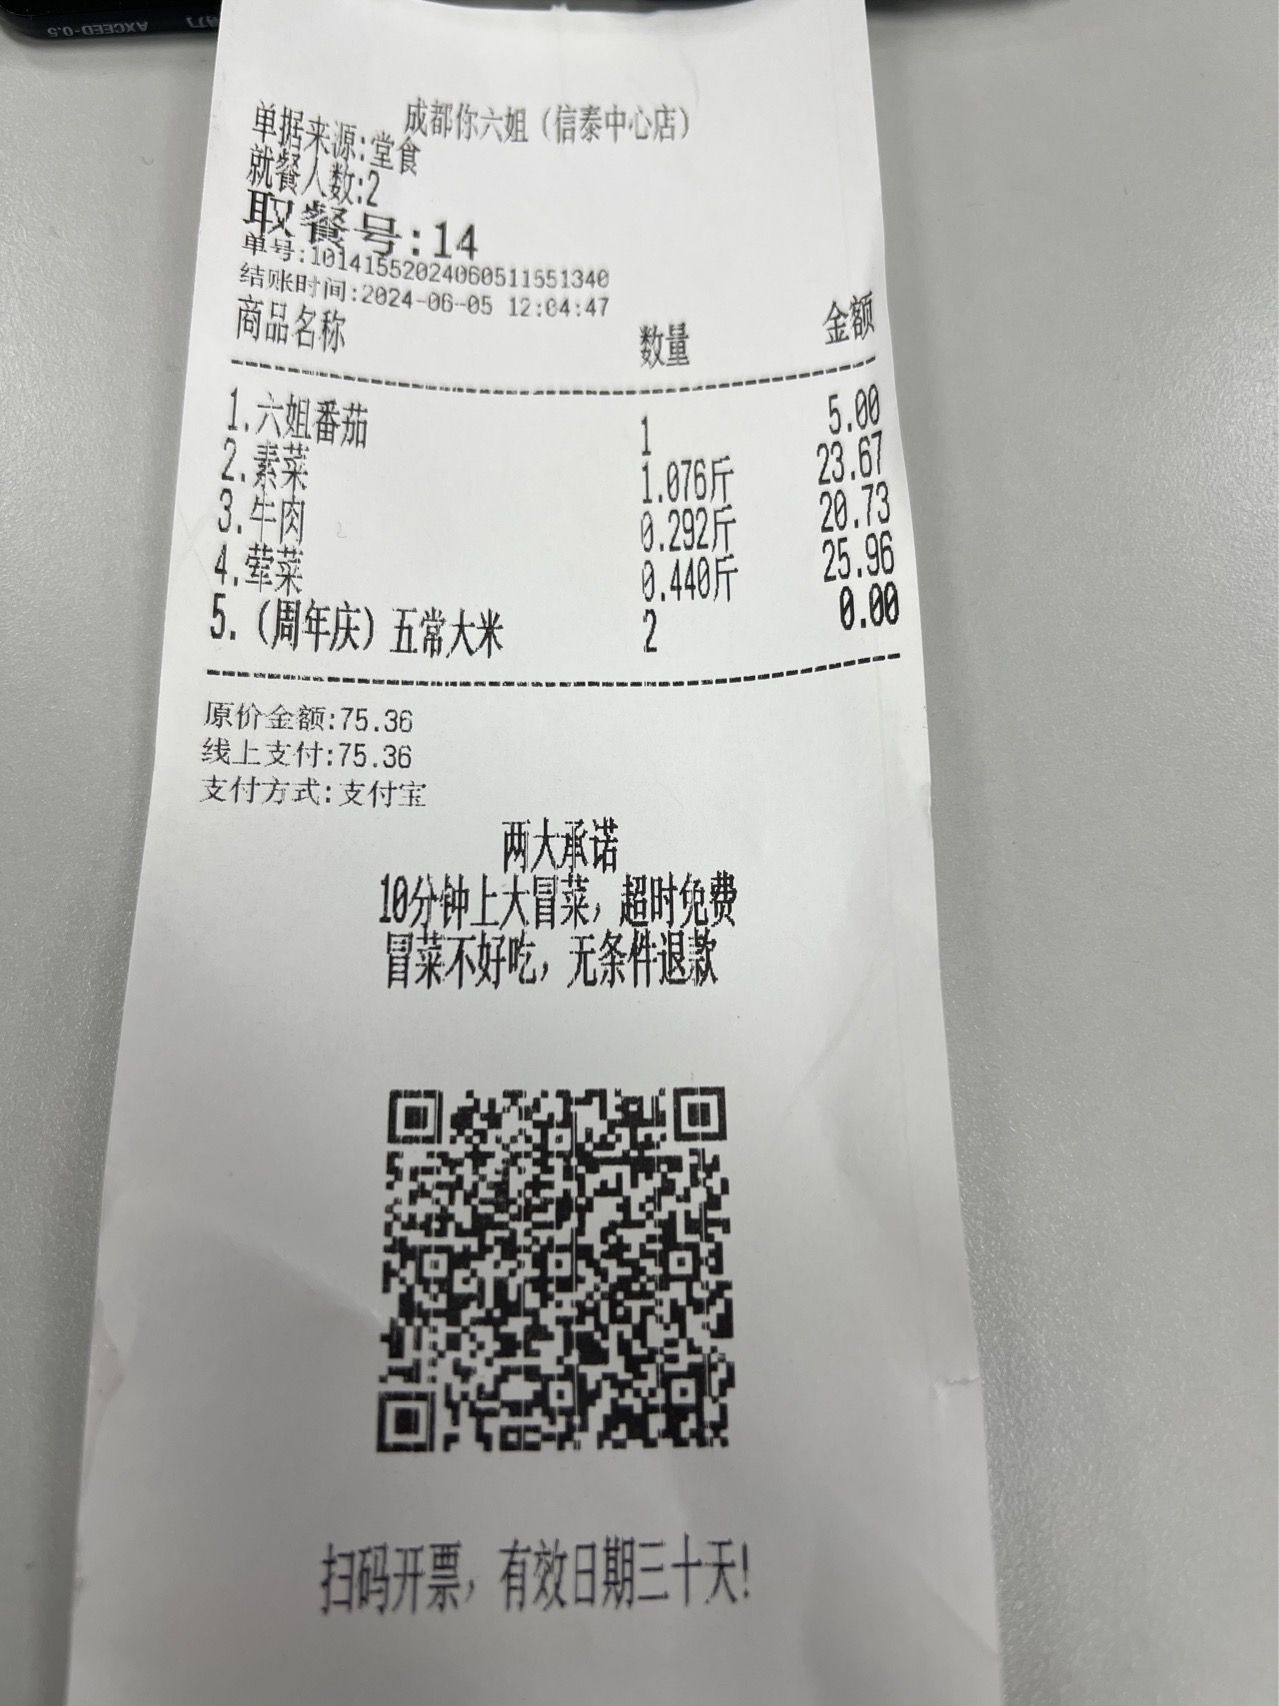 AXCEED-0.5
成都你六姐（信泰中心店）
单据来源:堂食
就餐人数:2
取餐号:14
单号:10141552024060511551340
结账时间:2024-06-05 12:04:47
商品名称 数量 金额
1.六姐番茄 1 5.00
2.素菜 1.076斤 23.67
3.牛肉 0.292斤 20.73
4.荤菜 0.440斤 25.96
5.（周年庆）五常大米 2 0.00
原价金额:75.36
线上支付:75.36
支付方式:支付宝
两大承诺
10分钟上大冒菜，超时免费
冒菜不好吃，无条件退款
扫码开票，有效日期三十天!